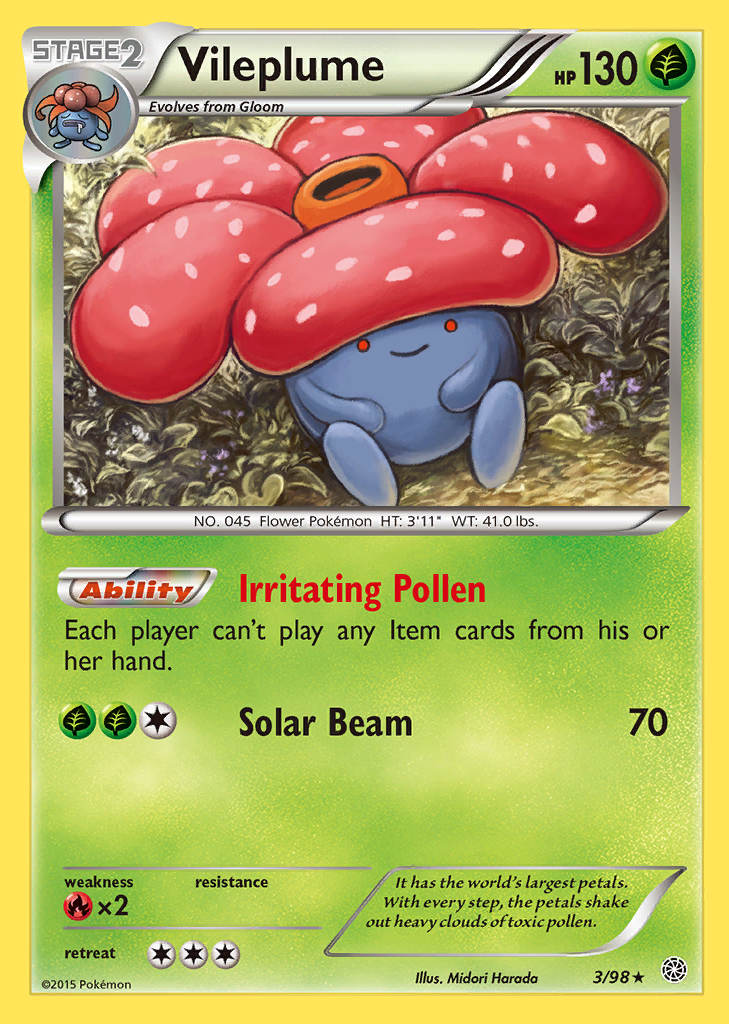 STAGE2
Vileplume
HP 130
Evolves from Gloom
NO. 045 Flower Pokémon HT: 3'11" WT: 41.0 lbs.
Ability Irritating Pollen
Each player can't play any Item cards from his or
her hand.
Solar Beam 70
weakness resistance
×2
It has the world's largest petals.
With every step, the petals shake
out heavy clouds of toxic pollen.
retreat
©2015 Pokémon
Illus. Midori Harada
3/98★